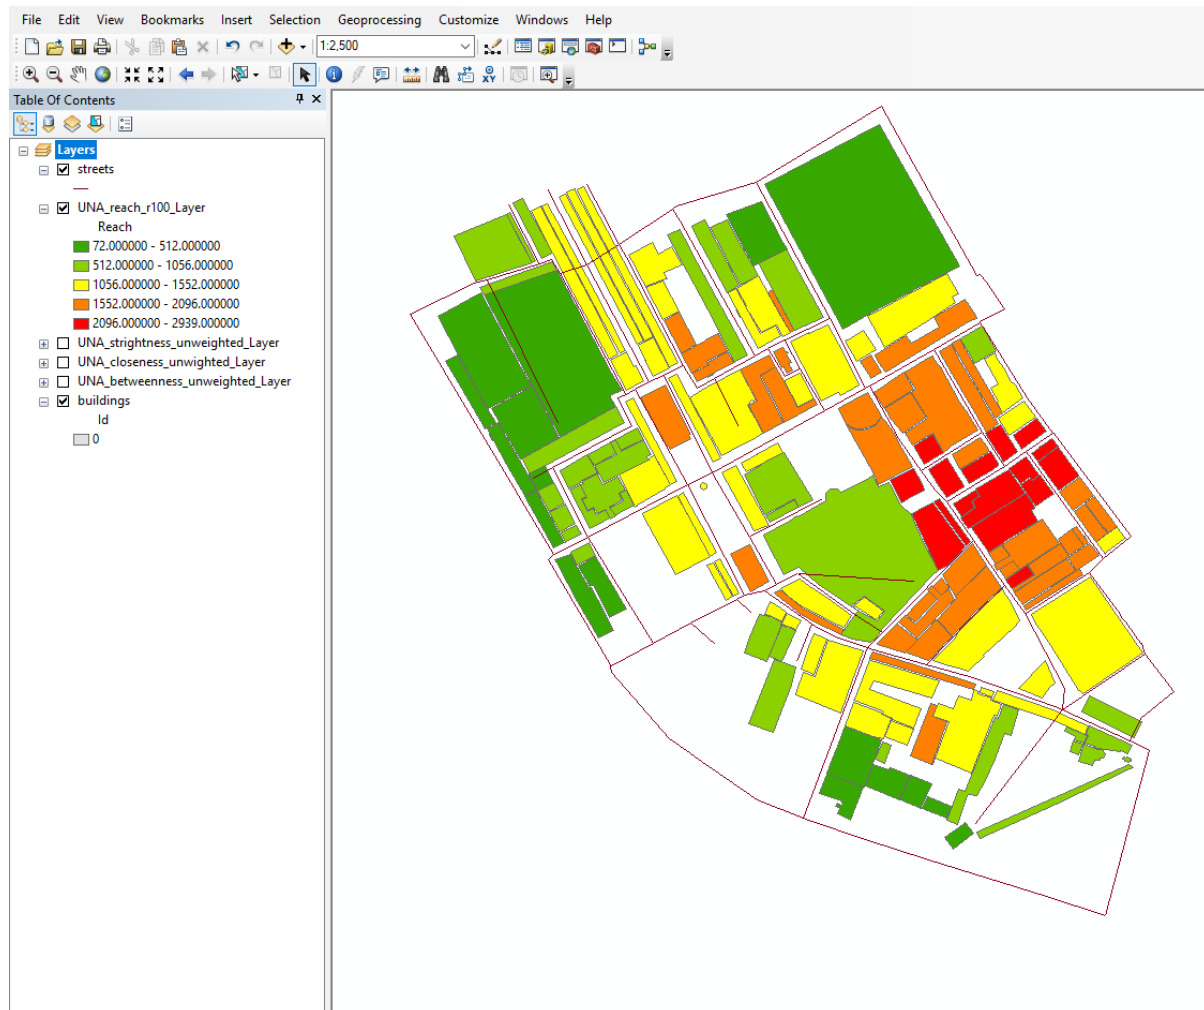 File Edit View Bookmarks Insert Selection Geoprocessing Customize Windows Help
1:2,500
XY
Table Of Contents
Layers
streets
UNA_reach_r100_Layer
Reach
72.000000 - 512.000000
512.000000 - 1056.000000
1056.000000 - 1552.000000
1552.000000 - 2096.000000
2096.000000 - 2939.000000
UNA_strightness_unweighted_Layer
UNA_closeness_unweighted_Layer
UNA_betweenness_unweighted_Layer
buildings
Id
0